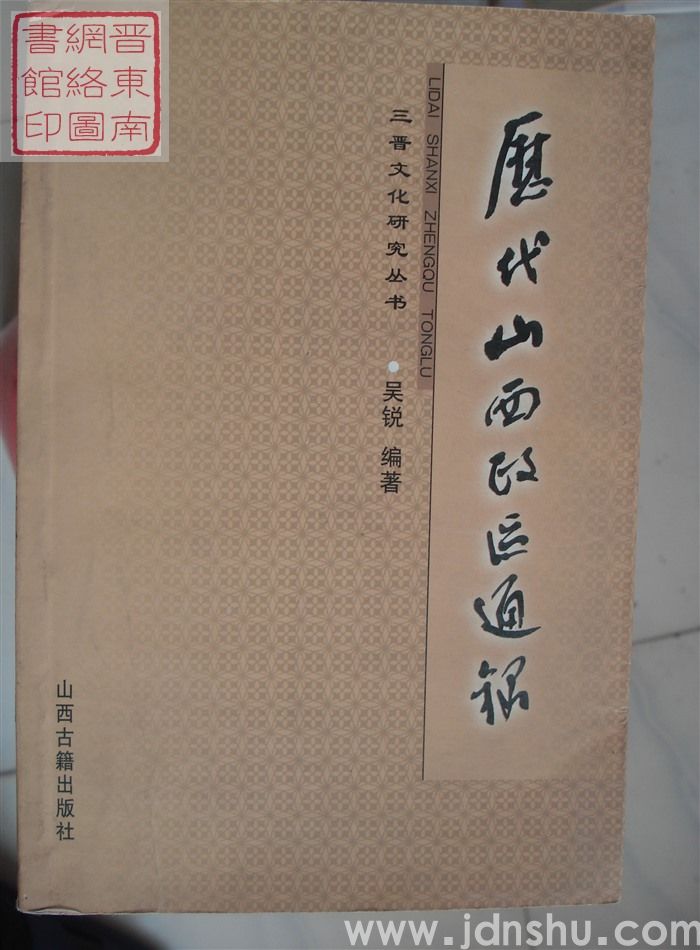 晋東南
網絡圖
書館印
歷代山西政区通録
LIDAI SHANXI ZHENGQU TONGLU
三晋文化研究丛书
吴锐 编著
山西古籍出版社
www.jdnshu.com